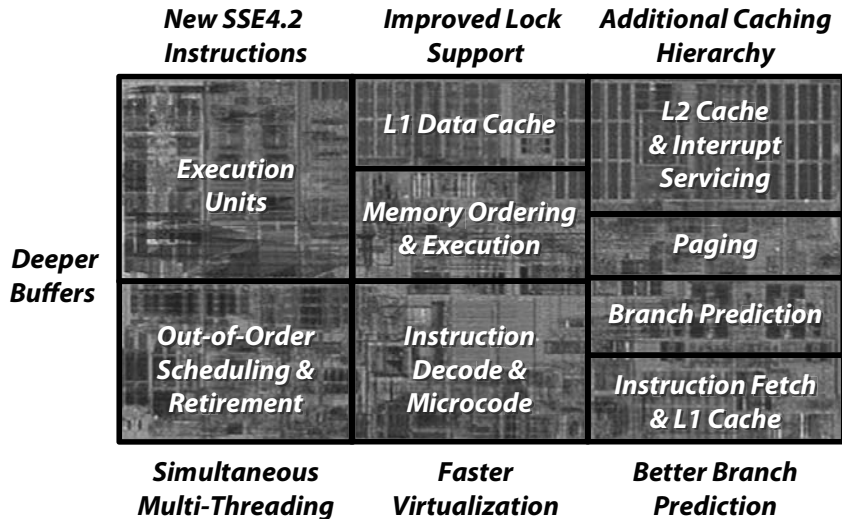 New SSE4.2
Instructions
Improved Lock
Support
Additional Caching
Hierarchy
Execution
Units
L1 Data Cache
Memory Ordering
& Execution
L2 Cache
& Interrupt
Servicing
Paging
Deeper
Buffers
Out-of-Order
Scheduling &
Retirement
Instruction
Decode &
Microcode
Branch Prediction
Instruction Fetch
& L1 Cache
Simultaneous
Multi-Threading
Faster
Virtualization
Better Branch
Prediction